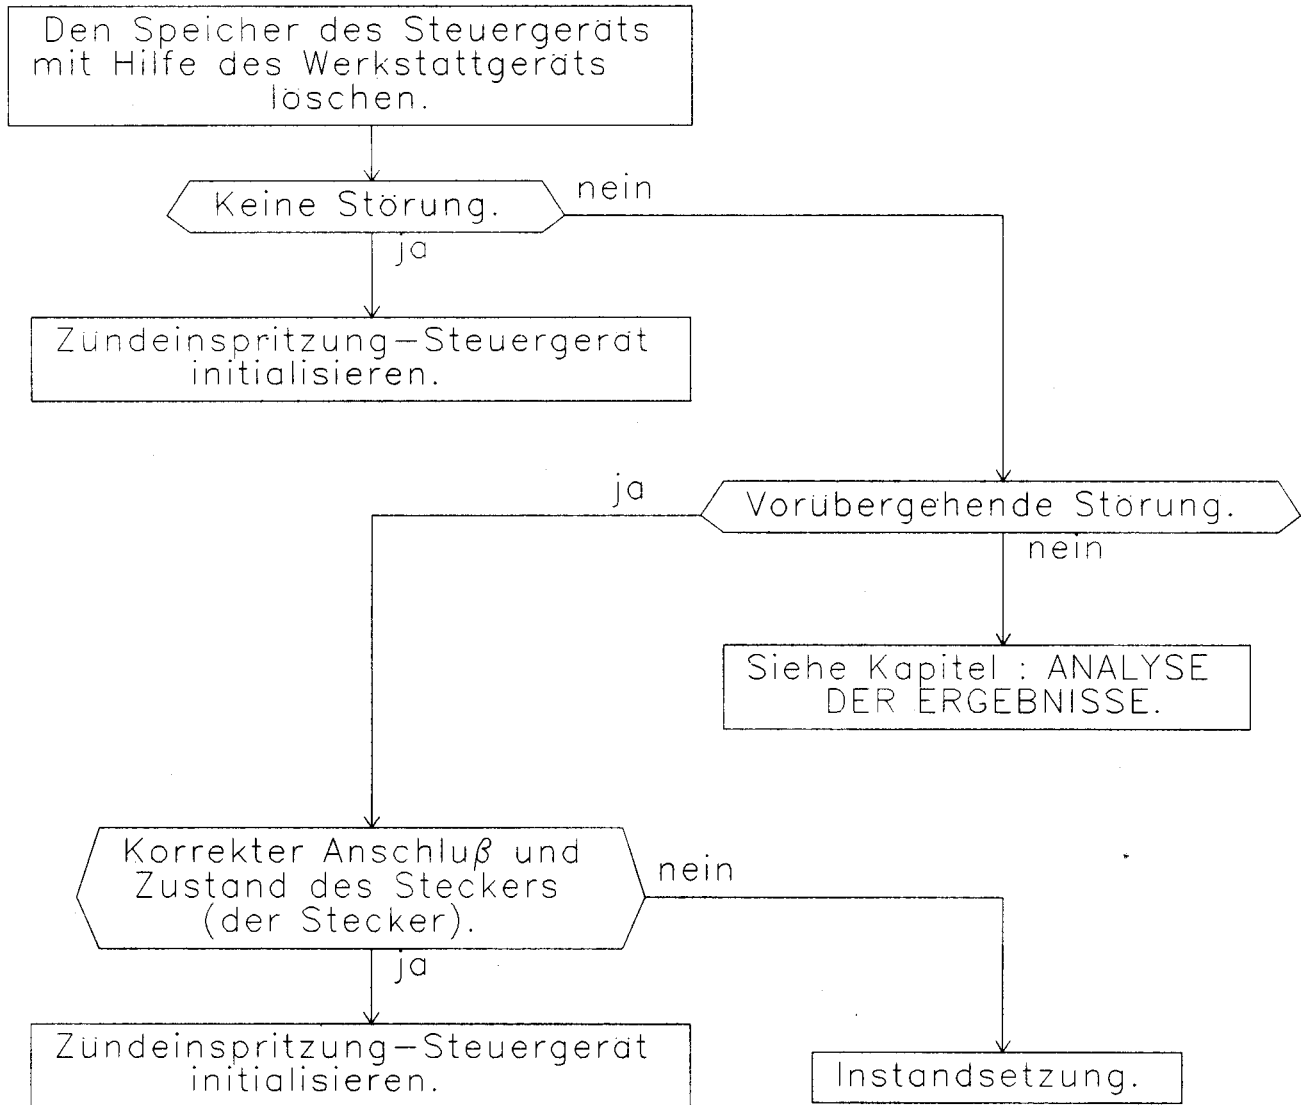 Den Speicher des Steuergeräts
mit Hilfe des Werkstattgeräts
löschen.
nein
Keine Störung.
ja
Zündeinspritzung-Steuergerät
initialisieren.
ja
Vorübergehende Störung.
nein
Siehe Kapitel : ANALYSE
DER ERGEBNISSE.
Korrekter Anschluß und
Zustand des Steckers
(der Stecker).
nein
ja
Zündeinspritzung-Steuergerät
initialisieren.
Instandsetzung.